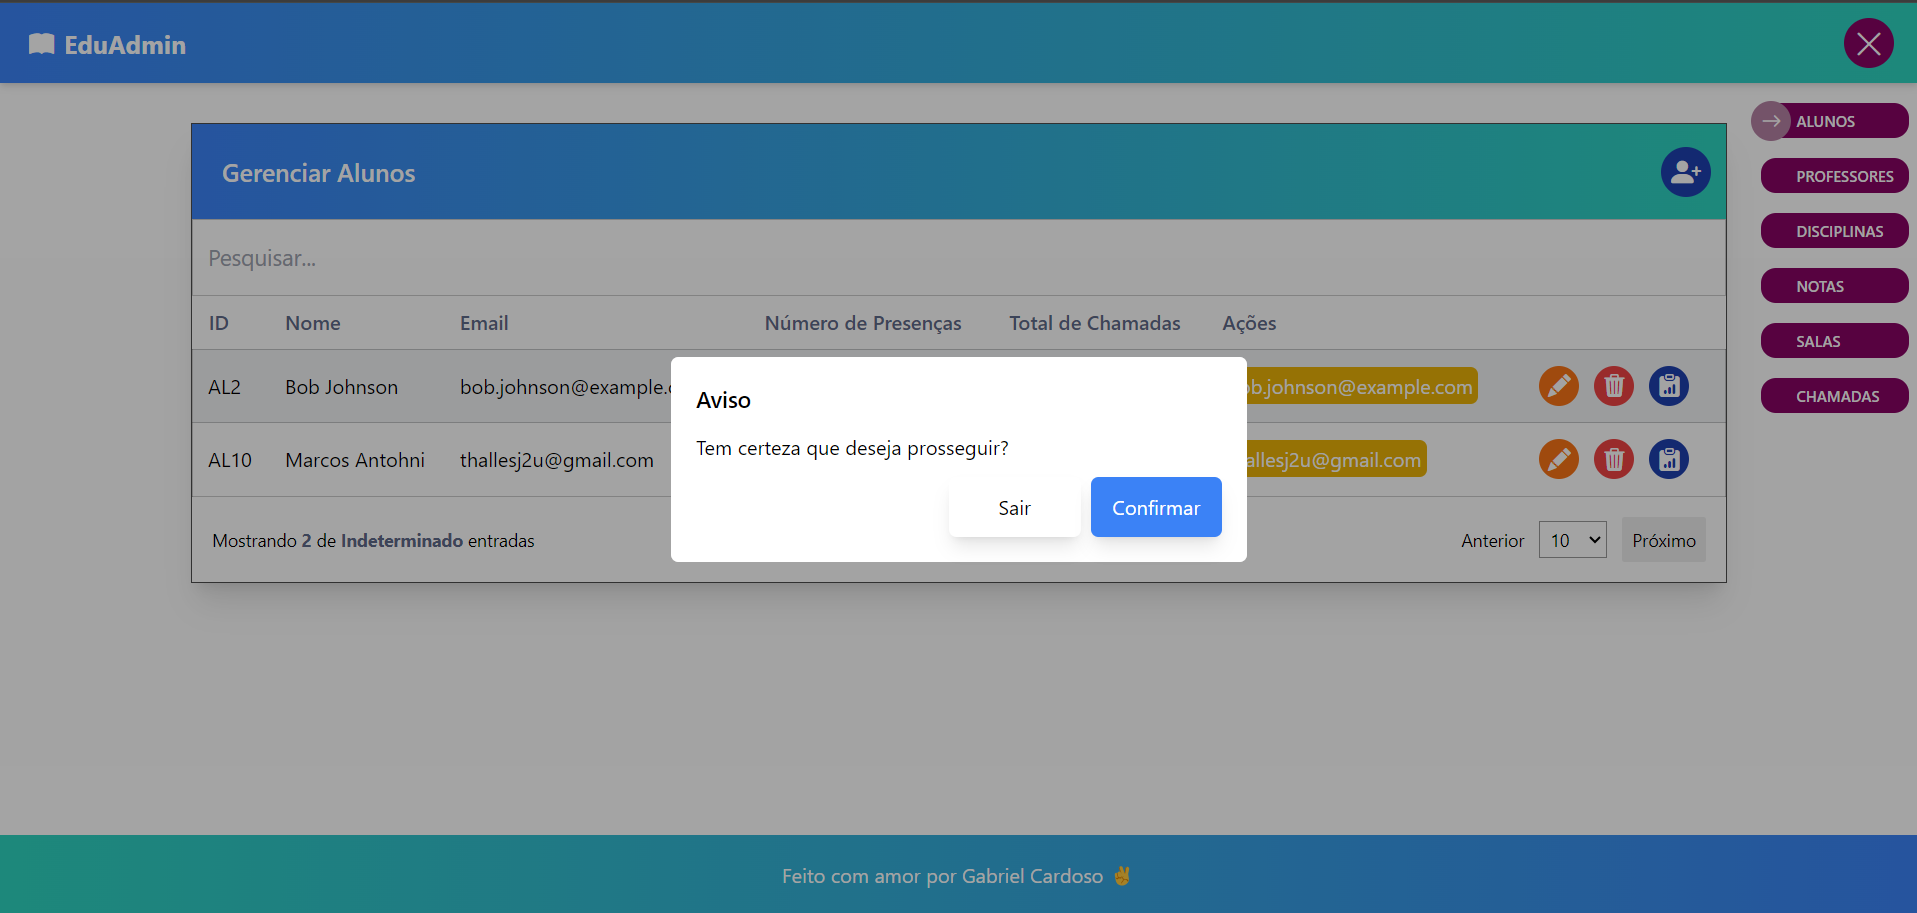 EduAdmin
Gerenciar Alunos
Pesquisar...
ID Nome Email Número de Presenças Total de Chamadas Ações
AL2 Bob Johnson bob.johnson@example. b.johnson@example.com
AL10 Marcos Antohni thallesj2u@gmail.com allesj2u@gmail.com
Aviso
Tem certeza que deseja prosseguir?
Sair Confirmar
Mostrando 2 de Indeterminado entradas
Anterior 10 Próximo
ALUNOS
PROFESSORES
DISCIPLINAS
NOTAS
SALAS
CHAMADAS
Feito com amor por Gabriel Cardoso ✌